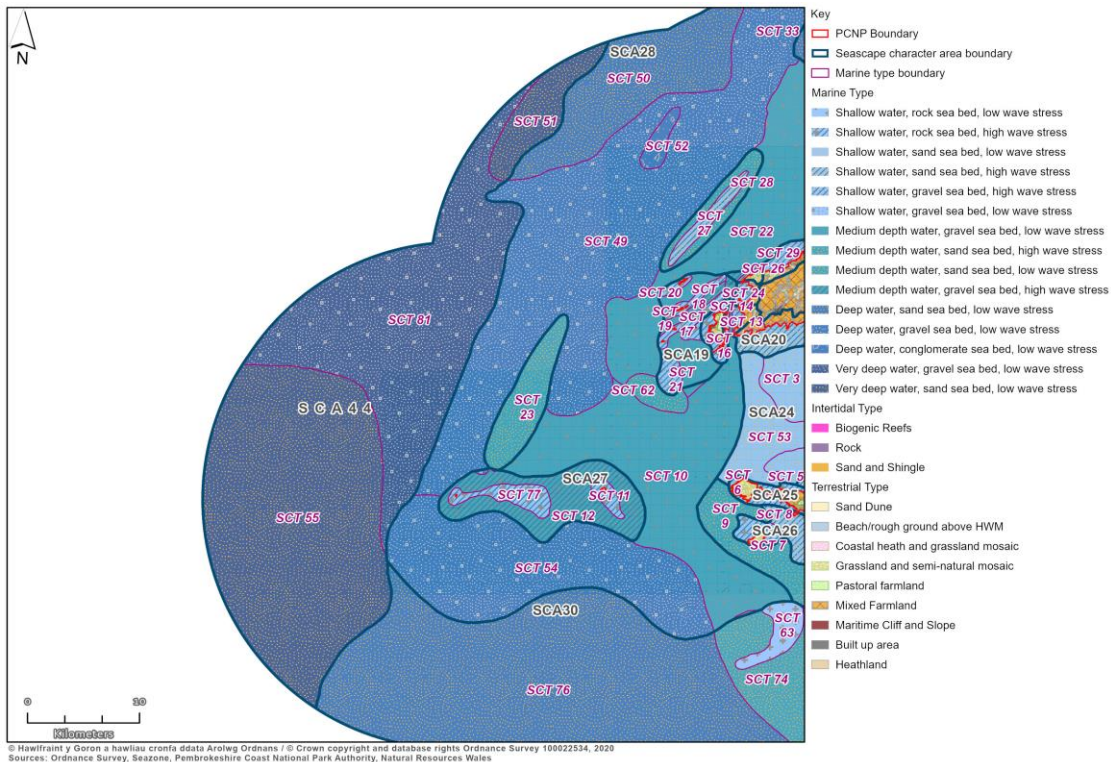 N
SCA28
SCT 33
SCT 50
SCT 51
SCT 52
SCT 28
SCT
27
SCT 22
SCT 49
SCT 29
SCT 26
SCT 20
SCT
18
SCT 24
SCT 14
SCT
19
SCT
17
SCT 13
SCT
16
SCA20
SCA19
SCT 81
SCT
21
SCT 3
SCT 62
SCA44
SCT
23
SCA24
SCT 53
SCA27
SCT 10
SCT
6
SCT 5
SCA25
SCT 77
SCT 11
SCT 12
SCT
9
SCT 8
SCA26
SCT 7
SCT 55
SCT 54
SCA30
SCT
63
SCT 74
SCT 76
0 10
Kilometers
Key
PCNP Boundary
Seascape character area boundary
Marine type boundary
Marine Type
Shallow water, rock sea bed, low wave stress
Shallow water, rock sea bed, high wave stress
Shallow water, sand sea bed, low wave stress
Shallow water, sand sea bed, high wave stress
Shallow water, gravel sea bed, high wave stress
Shallow water, gravel sea bed, low wave stress
Medium depth water, gravel sea bed, low wave stress
Medium depth water, sand sea bed, high wave stress
Medium depth water, sand sea bed, low wave stress
Medium depth water, gravel sea bed, high wave stress
Deep water, sand sea bed, low wave stress
Deep water, gravel sea bed, low wave stress
Deep water, conglomerate sea bed, low wave stress
Very deep water, gravel sea bed, low wave stress
Very deep water, sand sea bed, low wave stress
Intertidal Type
Biogenic Reefs
Rock
Sand and Shingle
Terrestrial Type
Sand Dune
Beach/rough ground above HWM
Coastal heath and grassland mosaic
Grassland and semi-natural mosaic
Pastoral farmland
Mixed Farmland
Maritime Cliff and Slope
Built up area
Heathland
© Hawlfraint y Goron a hawliau cronfa ddata Arolwg Ordnans / © Crown copyright and database rights Ordnance Survey 100022534, 2020
Sources: Ordnance Survey, Seazone, Pembrokeshire Coast National Park Authority, Natural Resources Wales